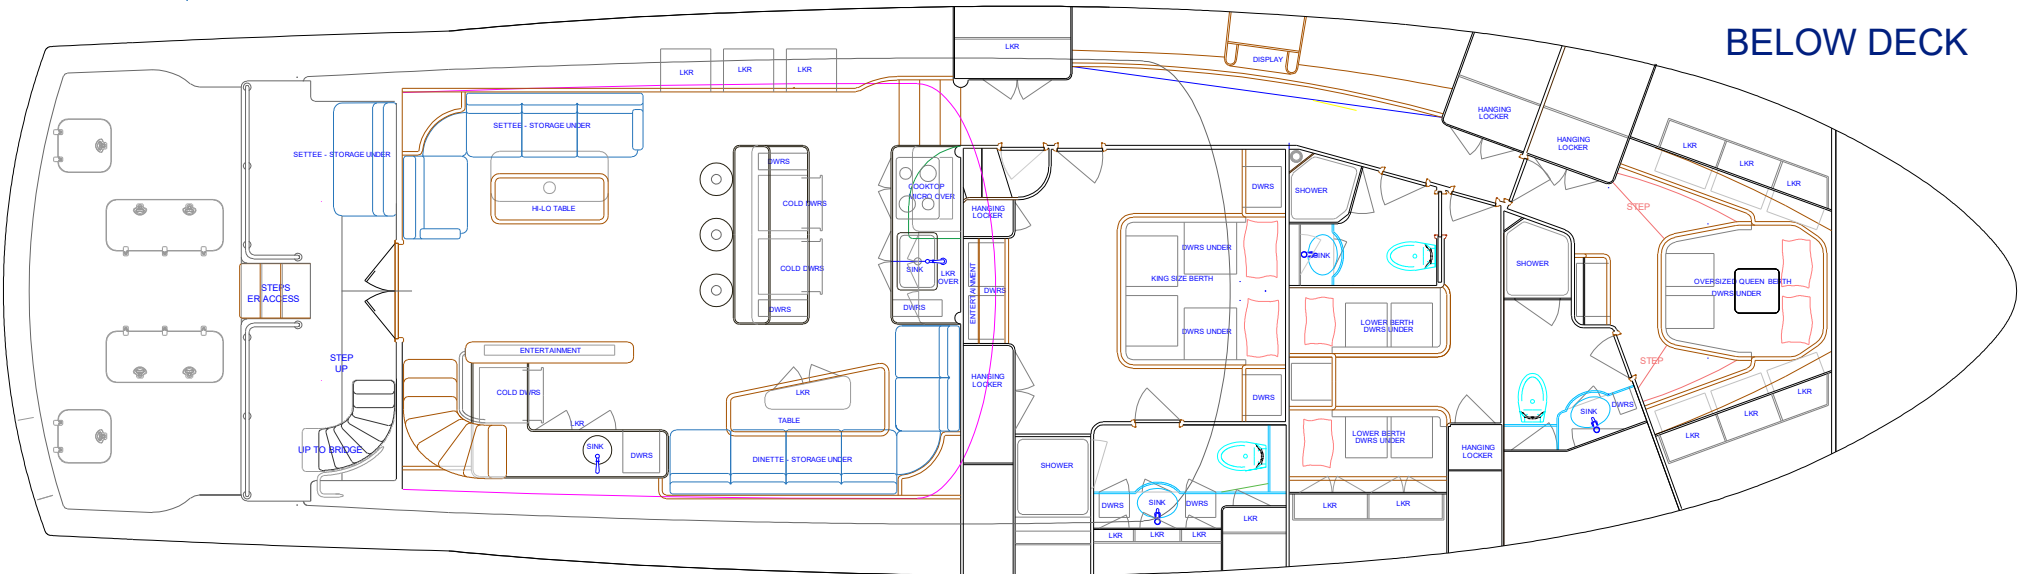 BELOW DECK
LKR
DISPLAY
LKR
LKR
LKR
HANGING
LOCKER
HANGING
LOCKER
LKR
LKR
LKR
SETTEE - STORAGE UNDER
SETTEE - STORAGE UNDER
HI-LO TABLE
DWRS
COLD DWRS
COLD DWRS
DWRS
COOKTOP
MICRO OVER
SINK
LKR
OVER
DWRS
HANGING
LOCKER
ENTERTAINMENT
DWRS
DWRS
DWRS UNDER
KING SIZE BERTH
DWRS UNDER
DWRS
SHOWER
SINK
SHOWER
STEP
OVERSIZED QUEEN BERTH
DWRS UNDER
STEP
STEPS
ER ACCESS
STEP
UP
UP TO BRIDGE
ENTERTAINMENT
COLD DWRS
LKR
SINK
DWRS
LKR
TABLE
DINETTE - STORAGE UNDER
HANGING
LOCKER
SHOWER
DWRS
SINK
DWRS
LKR
LKR
LKR
LKR
LOWER BERTH
DWRS UNDER
LOWER BERTH
DWRS UNDER
LKR
LKR
HANGING
LOCKER
SINK
DWRS
LKR
LKR
LKR